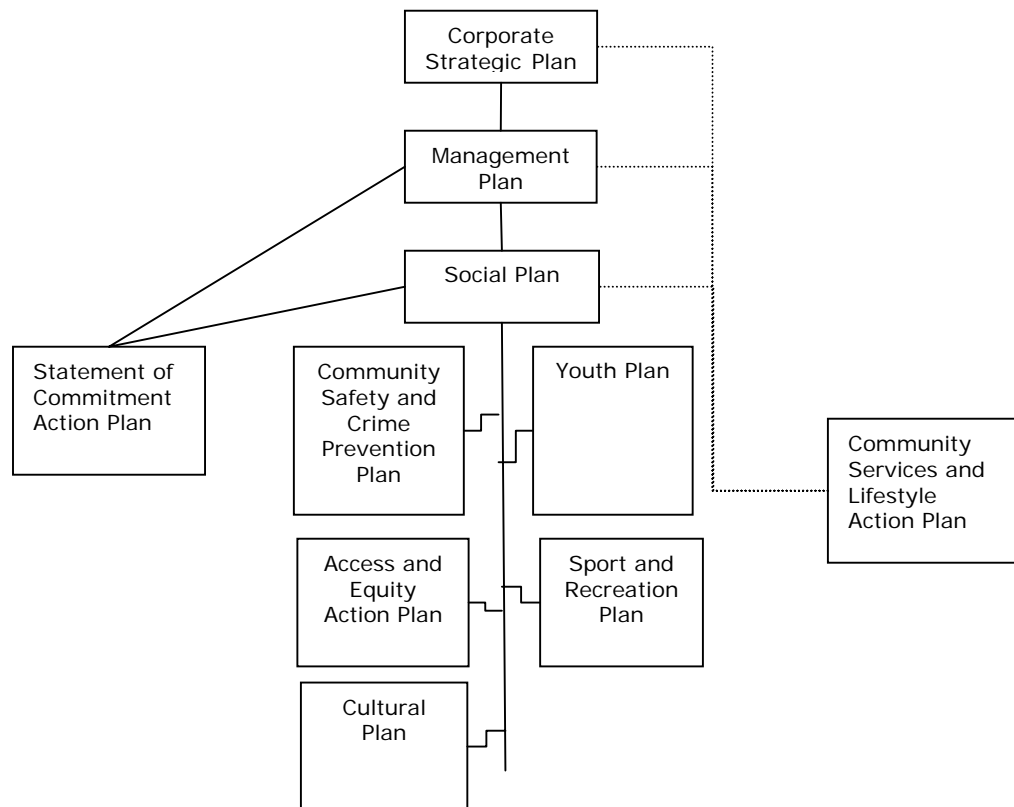 Corporate
Strategic Plan
Management
Plan
Social Plan
Statement of
Commitment
Action Plan
Community
Safety and
Crime
Prevention
Plan
Youth Plan
Community
Services and
Lifestyle
Action Plan
Access and
Equity
Action Plan
Sport and
Recreation
Plan
Cultural
Plan